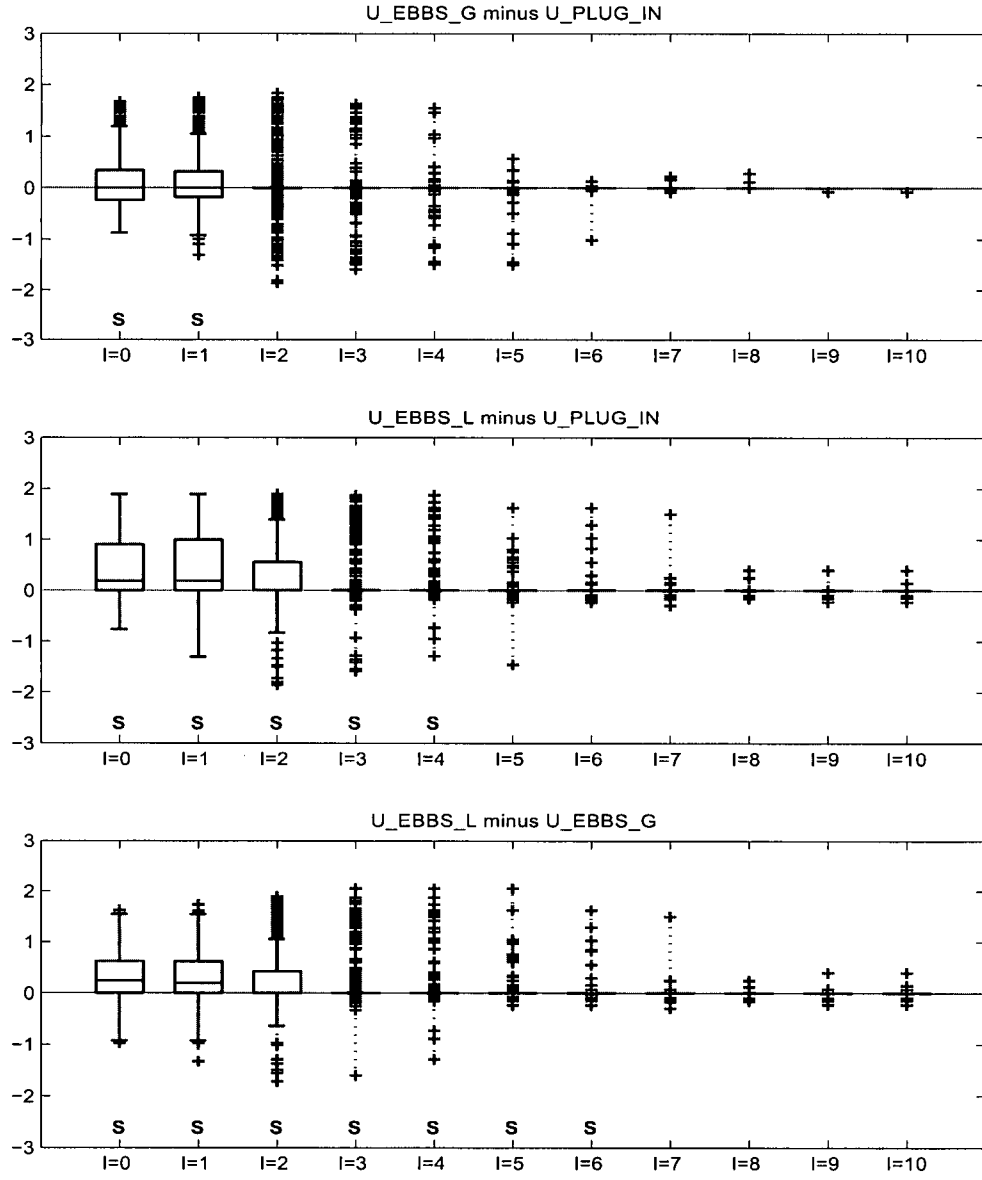 U_EBBS_G minus U_PLUG_IN
3
2
1
0
−1
−2
−3
S S
I=0 I=1 I=2 I=3 I=4 I=5 I=6 I=7 I=8 I=9 I=10
U_EBBS_L minus U_PLUG_IN
3
2
1
0
−1
−2
−3
S S S S S
I=0 I=1 I=2 I=3 I=4 I=5 I=6 I=7 I=8 I=9 I=10
U_EBBS_L minus U_EBBS_G
3
2
1
0
−1
−2
−3
S S S S S S S
I=0 I=1 I=2 I=3 I=4 I=5 I=6 I=7 I=8 I=9 I=10